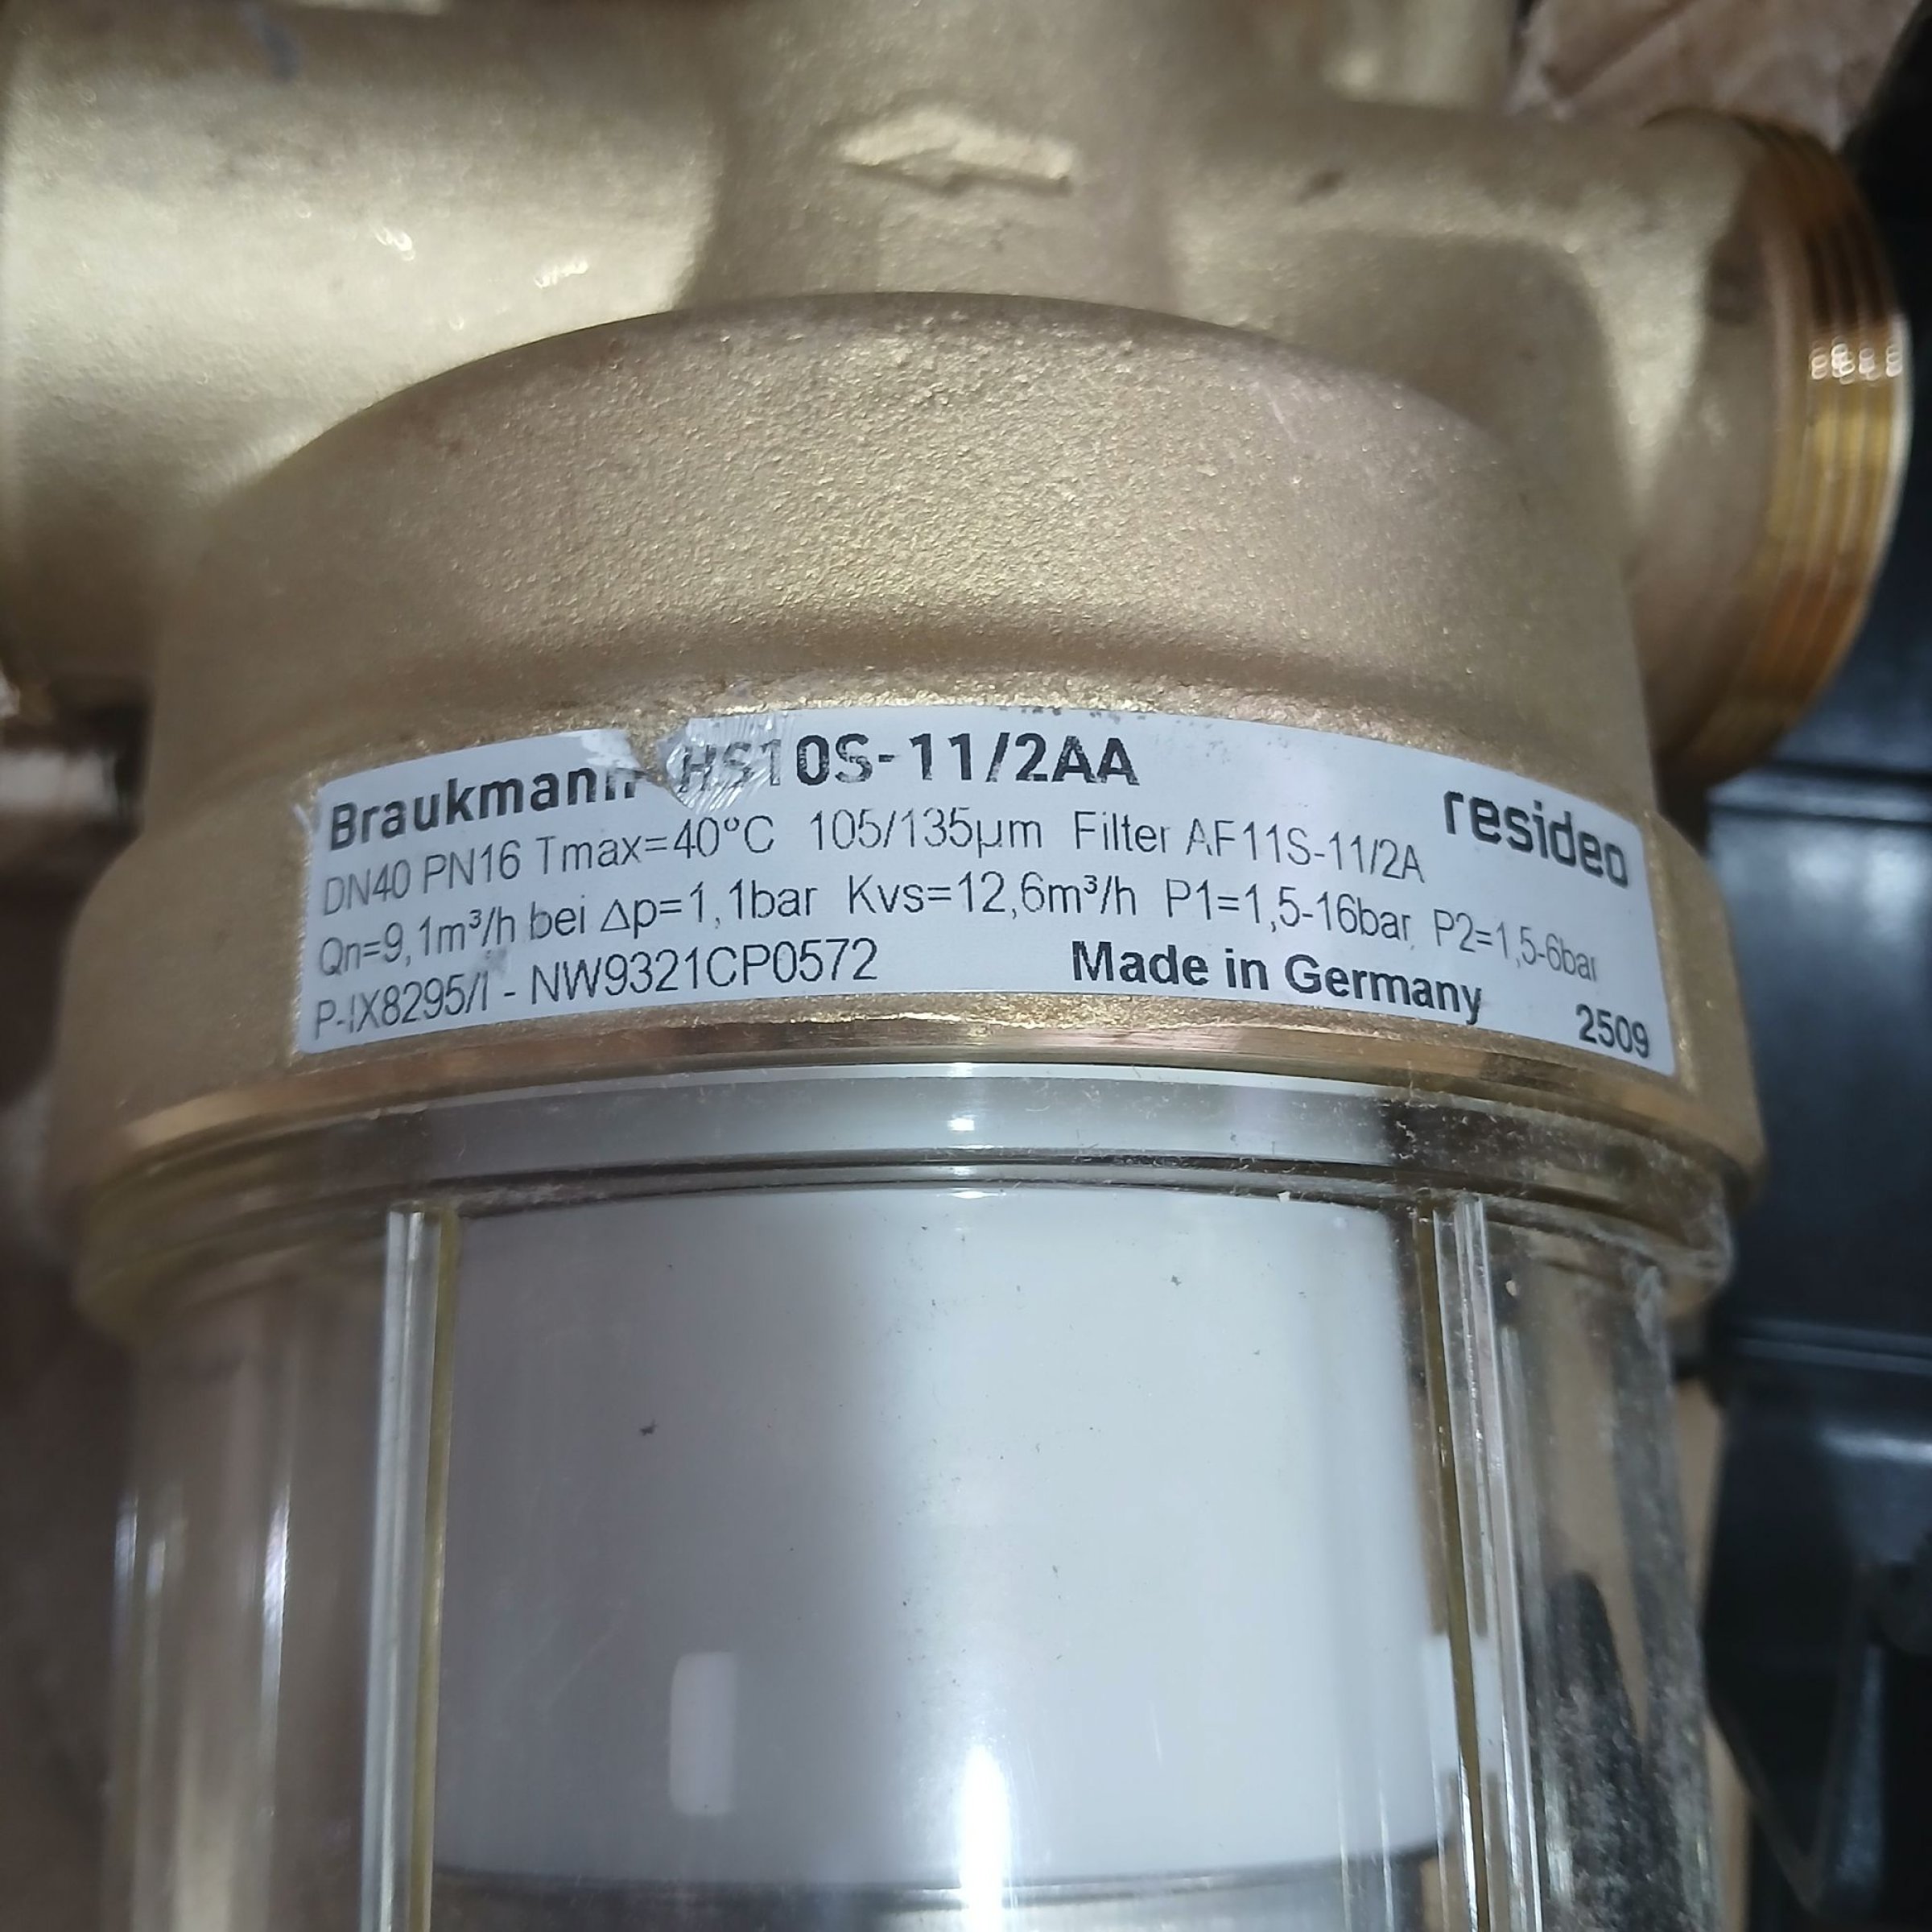 Braukmann HS10S-11/2AA
resideo
DN40 PN16 Tmax=40°C 105/135µm Filter AF11S-11/2A
Qn=9,1m³/h bei Δp=1,1bar Kvs=12,6m³/h P1=1,5-16bar P2=1,5-6bar
P-IX8295/I - NW9321CP0572 Made in Germany 2509